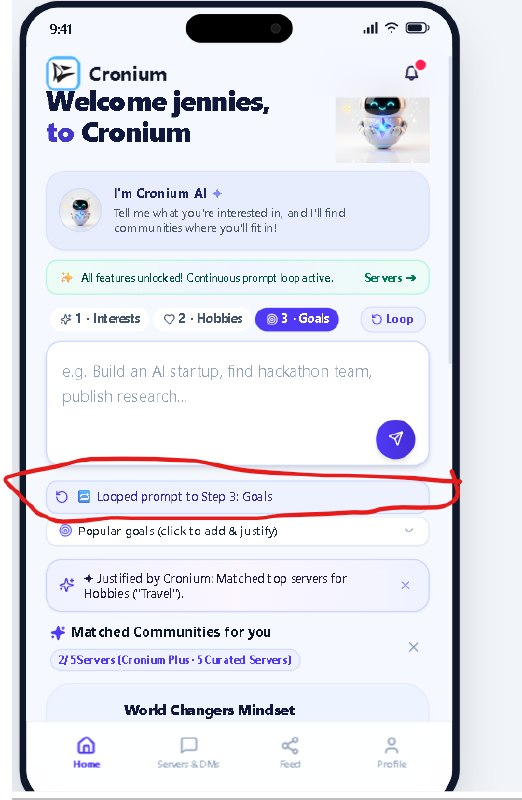 9:41
Cronium
Welcome jennies,
to Cronium
I'm Cronium AI ✦
Tell me what you're interested in, and I'll find
communities where you'll fit in!
All features unlocked! Continuous prompt loop active. Servers →
1 · Interests 2 · Hobbies 3 · Goals Loop
e.g. Build an AI startup, find hackathon team,
publish research...
Looped prompt to Step 3: Goals
Popular goals (click to add & justify)
✦ Justified by Cronium: Matched top servers for
Hobbies ("Travel").
Matched Communities for you
2/5 Servers (Cronium Plus · 5 Curated Servers)
World Changers Mindset
Home Servers & DMs Feed Profile